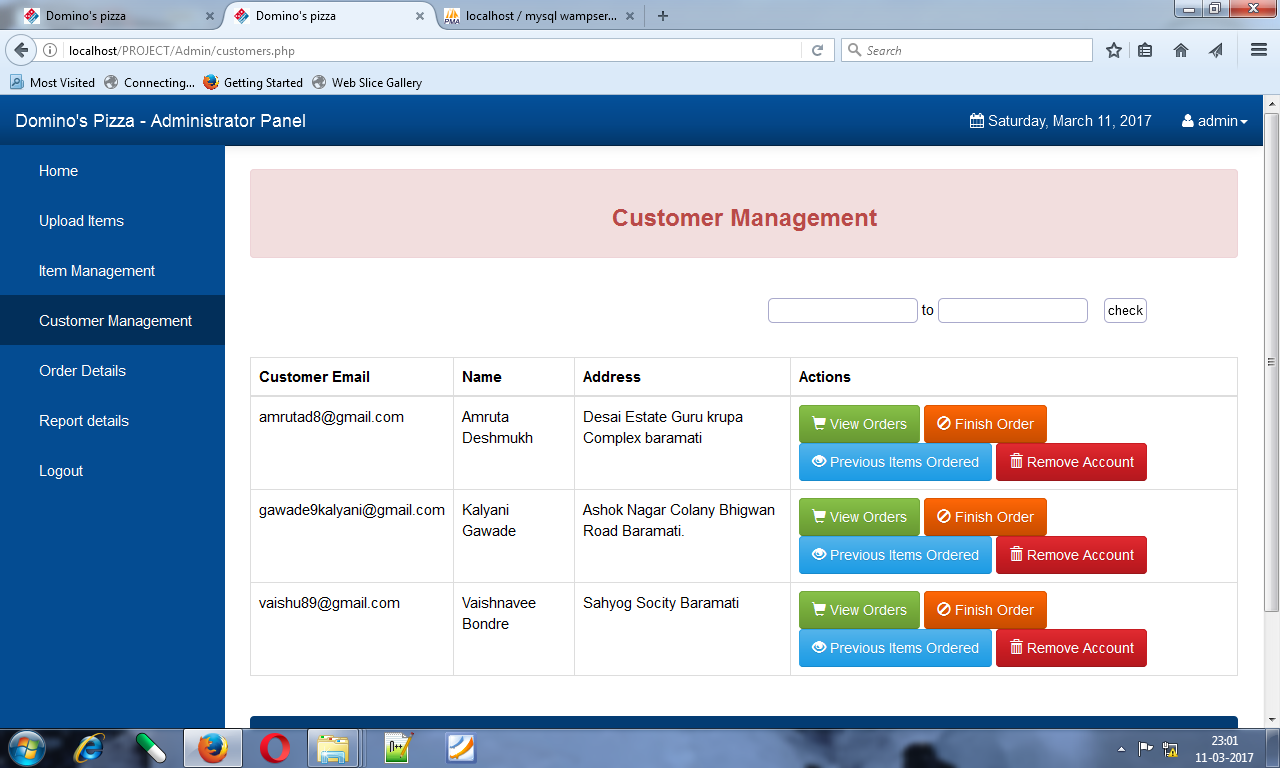 Domino's pizza
Domino's pizza
PMA localhost / mysql wampser...
localhost/PROJECT/Admin/customers.php
Search
Most Visited Connecting... Getting Started Web Slice Gallery
Domino's Pizza - Administrator Panel
Saturday, March 11, 2017 admin
Home
Upload Items
Item Management
Customer Management
Order Details
Report details
Logout
Customer Management
to check
Customer Email Name Address Actions
amrutad8@gmail.com Amruta Desai Estate Guru krupa View Orders Finish Order
Deshmukh Complex baramati
Previous Items Ordered Remove Account
gawade9kalyani@gmail.com Kalyani Ashok Nagar Colany Bhigwan View Orders Finish Order
Gawade Road Baramati.
Previous Items Ordered Remove Account
vaishu89@gmail.com Vaishnavee Sahyog Socity Baramati View Orders Finish Order
Bondre
Previous Items Ordered Remove Account
23:01
11-03-2017